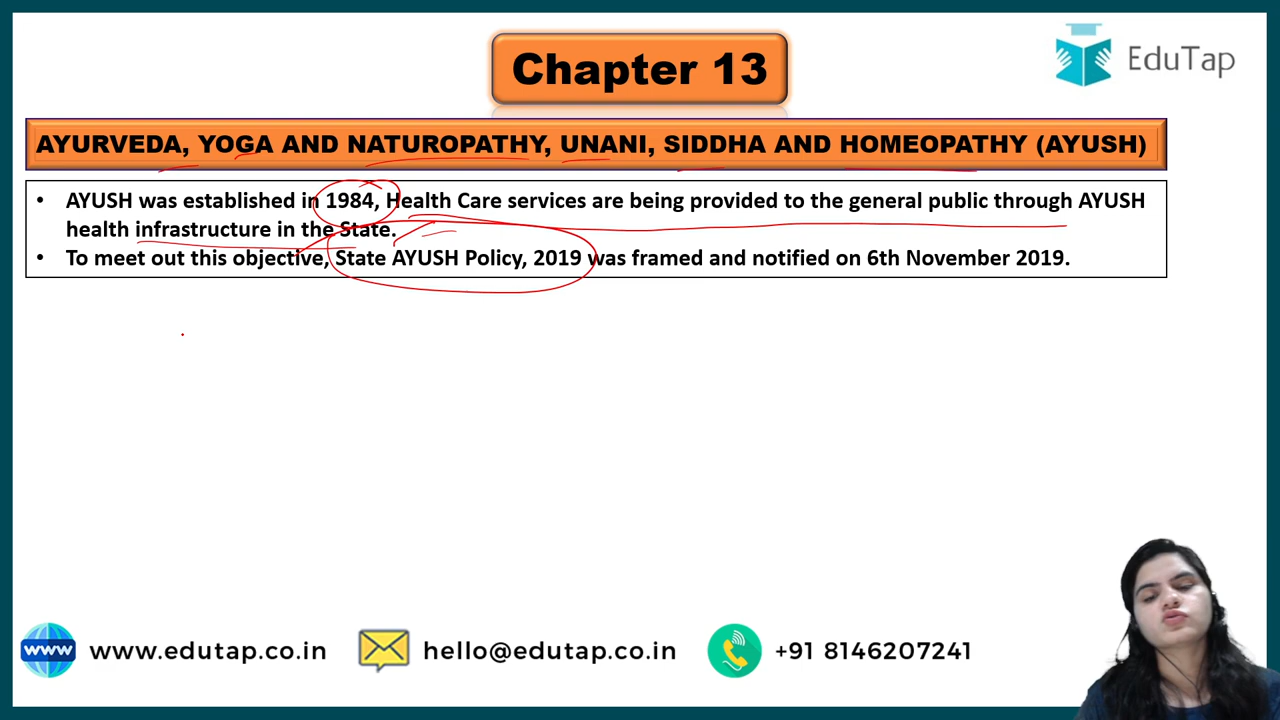 Chapter 13
EduTap
AYURVEDA, YOGA AND NATUROPATHY, UNANI, SIDDHA AND HOMEOPATHY (AYUSH)
• AYUSH was established in 1984, Health Care services are being provided to the general public through AYUSH
health infrastructure in the State.
• To meet out this objective, State AYUSH Policy, 2019 was framed and notified on 6th November 2019.
www www.edutap.co.in hello@edutap.co.in +91 8146207241